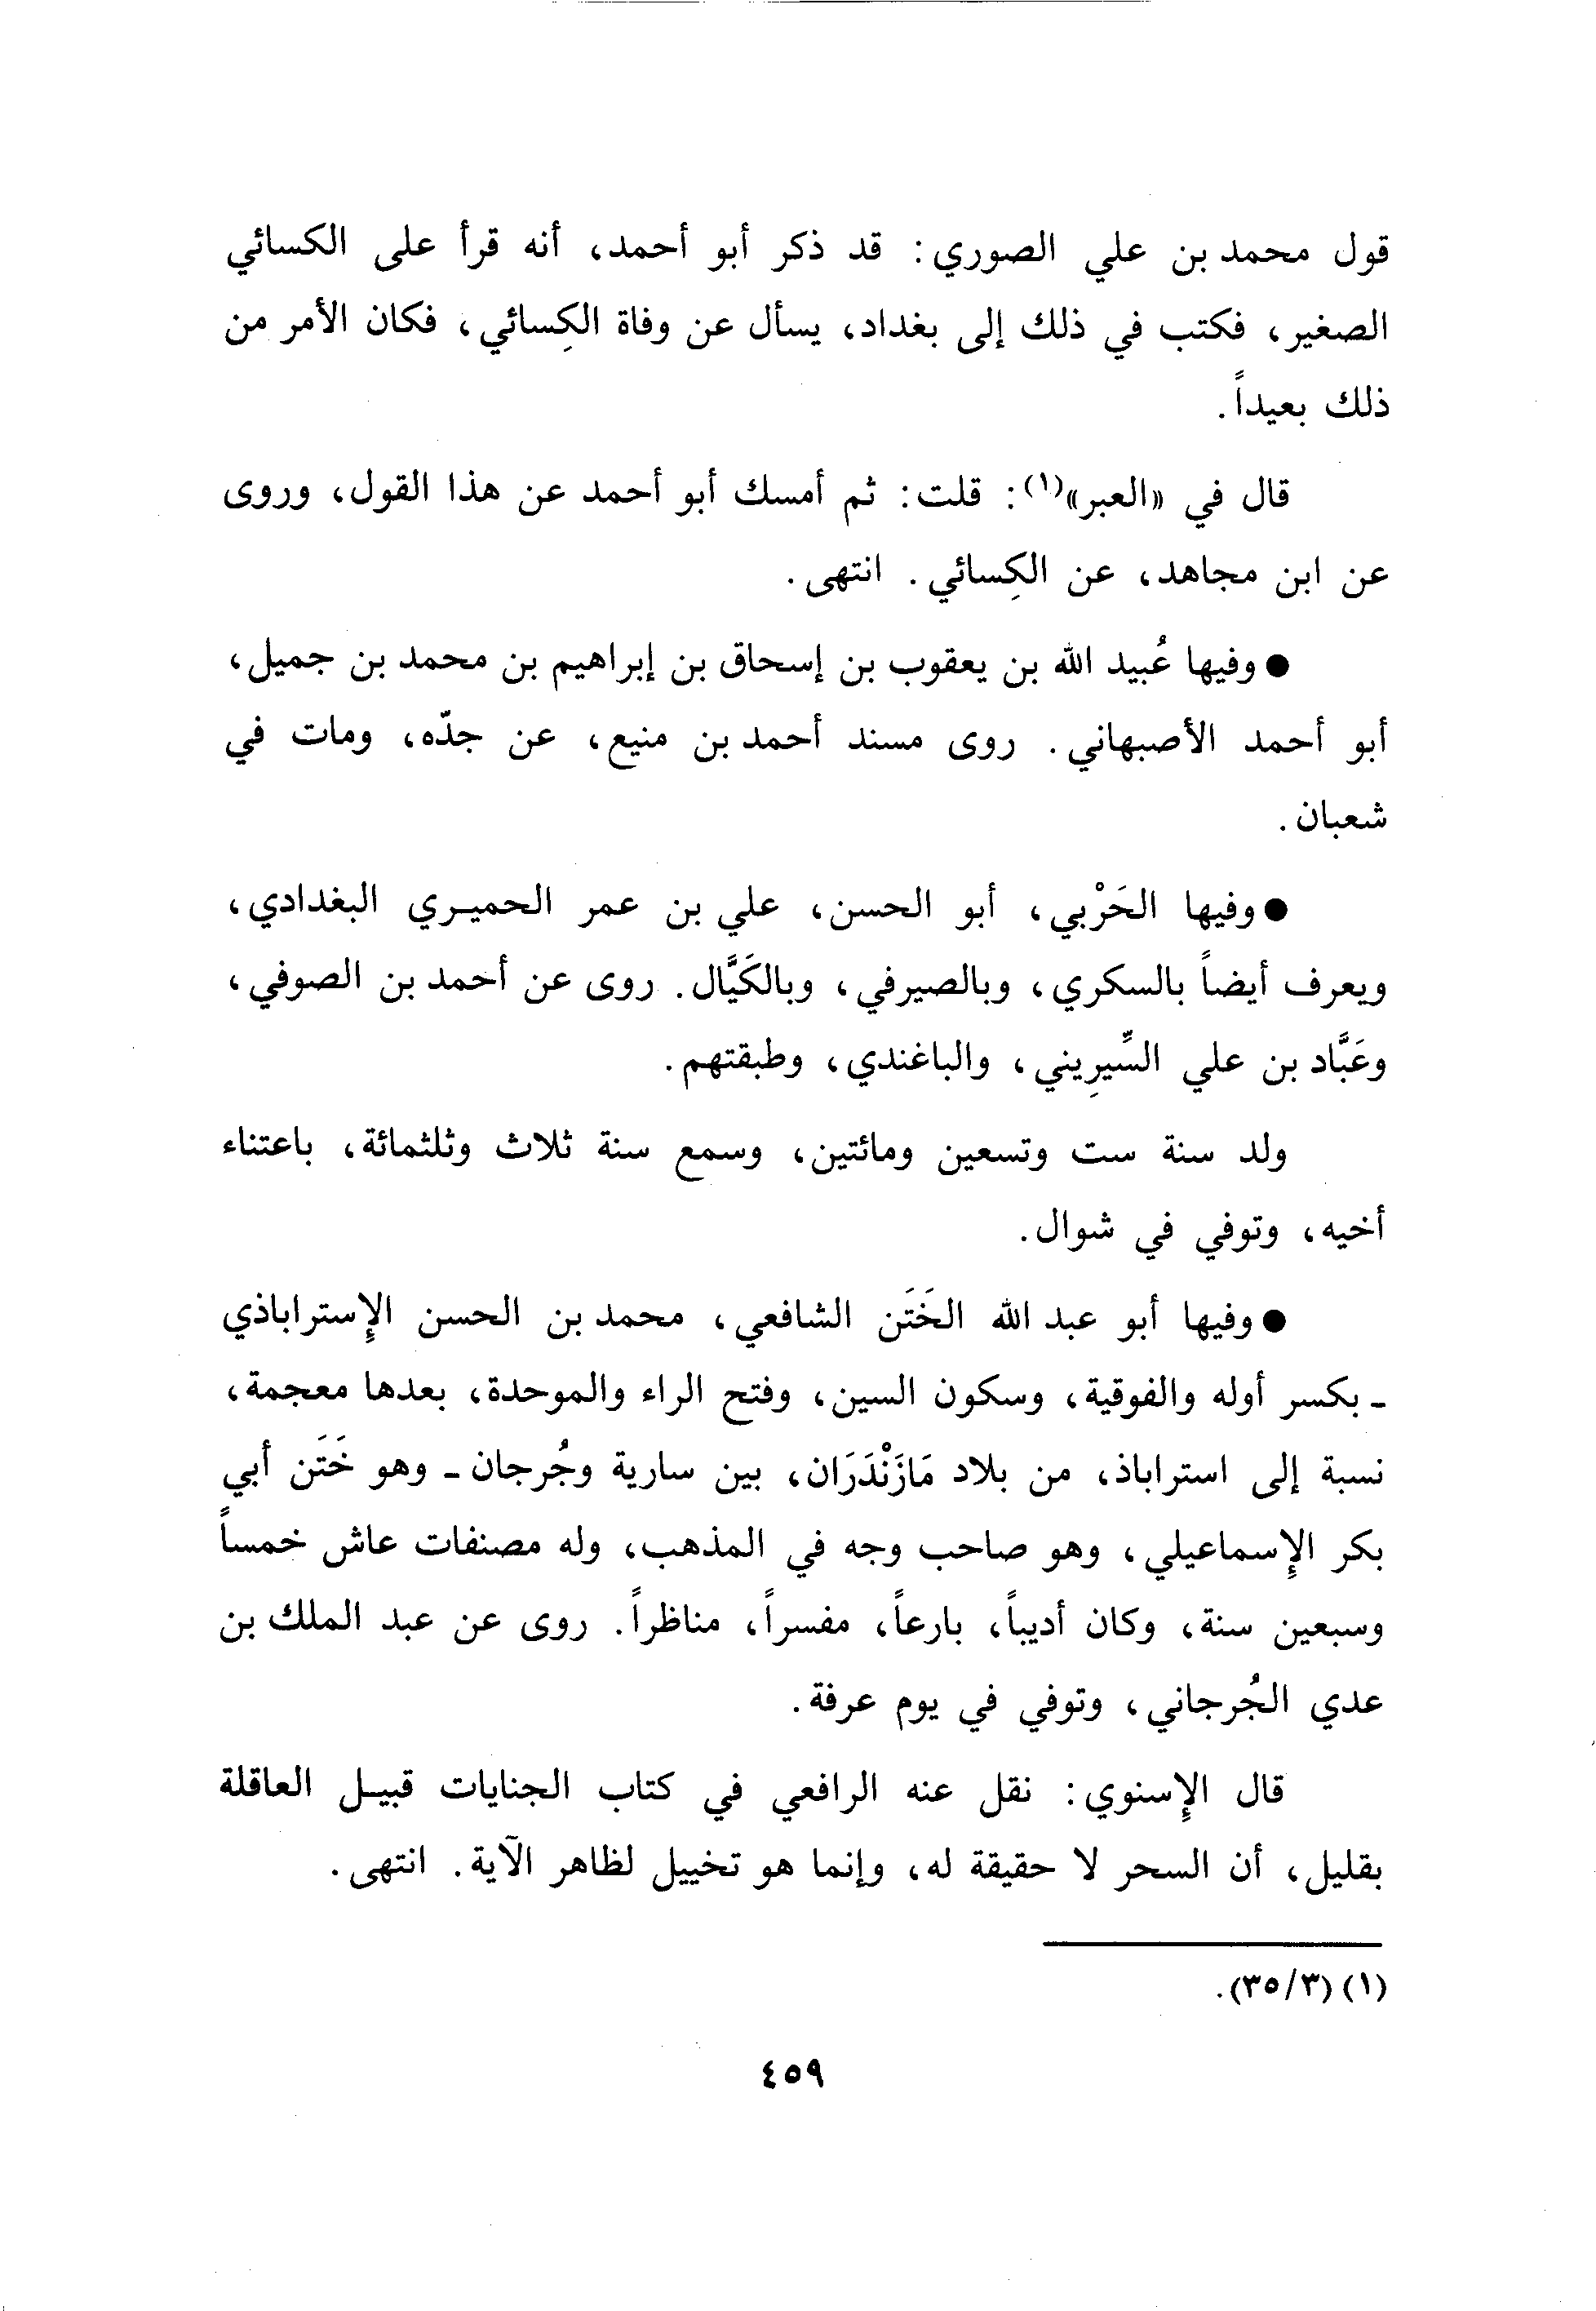 قول محمد بن علي الصوري: قد ذكر أبو أحمد، أنه قرأ على الكسائي
الصغير، فكتب في ذلك إلى بغداد، يسأل عن وفاة الكِسائي، فكان الأمر من
ذلك بعيداً.
قال في «العبر»(١): قلت: ثم أمسك أبو أحمد عن هذا القول، وروى
عن ابن مجاهد، عن الكِسائي. انتهى.
● وفيها عُبيد الله بن يعقوب بن إسحاق بن إبراهيم بن محمد بن جميل،
أبو أحمد الأصبهاني. روى مسند أحمد بن منيع، عن جدّه، ومات في
شعبان.
● وفيها الحَرْبي، أبو الحسن، علي بن عمر الحميري البغدادي،
ويعرف أيضاً بالسكري، وبالصيرفي، وبالكَيَّال. روى عن أحمد بن الصوفي،
وعَبَّاد بن علي السِّيرِيني، والباغندي، وطبقتهم.
ولد سنة ست وتسعين ومائتين، وسمع سنة ثلاث وثلثمائة، باعتناء
أخيه، وتوفي في شوال.
● وفيها أبو عبد الله الخَتَن الشافعي، محمد بن الحسن الإِستراباذي
ـ بكسر أوله والفوقية، وسكون السين، وفتح الراء والموحدة، بعدها معجمة،
نسبة إلى استراباذ، من بلاد مَازَنْدَرَان، بين سارية وجُرجان ـ وهو خَتَن أبي
بكر الإِسماعيلي، وهو صاحب وجه في المذهب، وله مصنفات عاش خمساً
وسبعين سنة، وكان أديباً، بارعاً، مفسراً، مناظراً. روى عن عبد الملك بن
عدي الجُرجاني، وتوفي في يوم عرفة.
قال الإِسنوي: نقل عنه الرافعي في كتاب الجنايات قبيل العاقلة
بقليل، أن السحر لا حقيقة له، وإنما هو تخييل لظاهر الآية. انتهى.
(١) (٣/٣٥).
٤٥٩